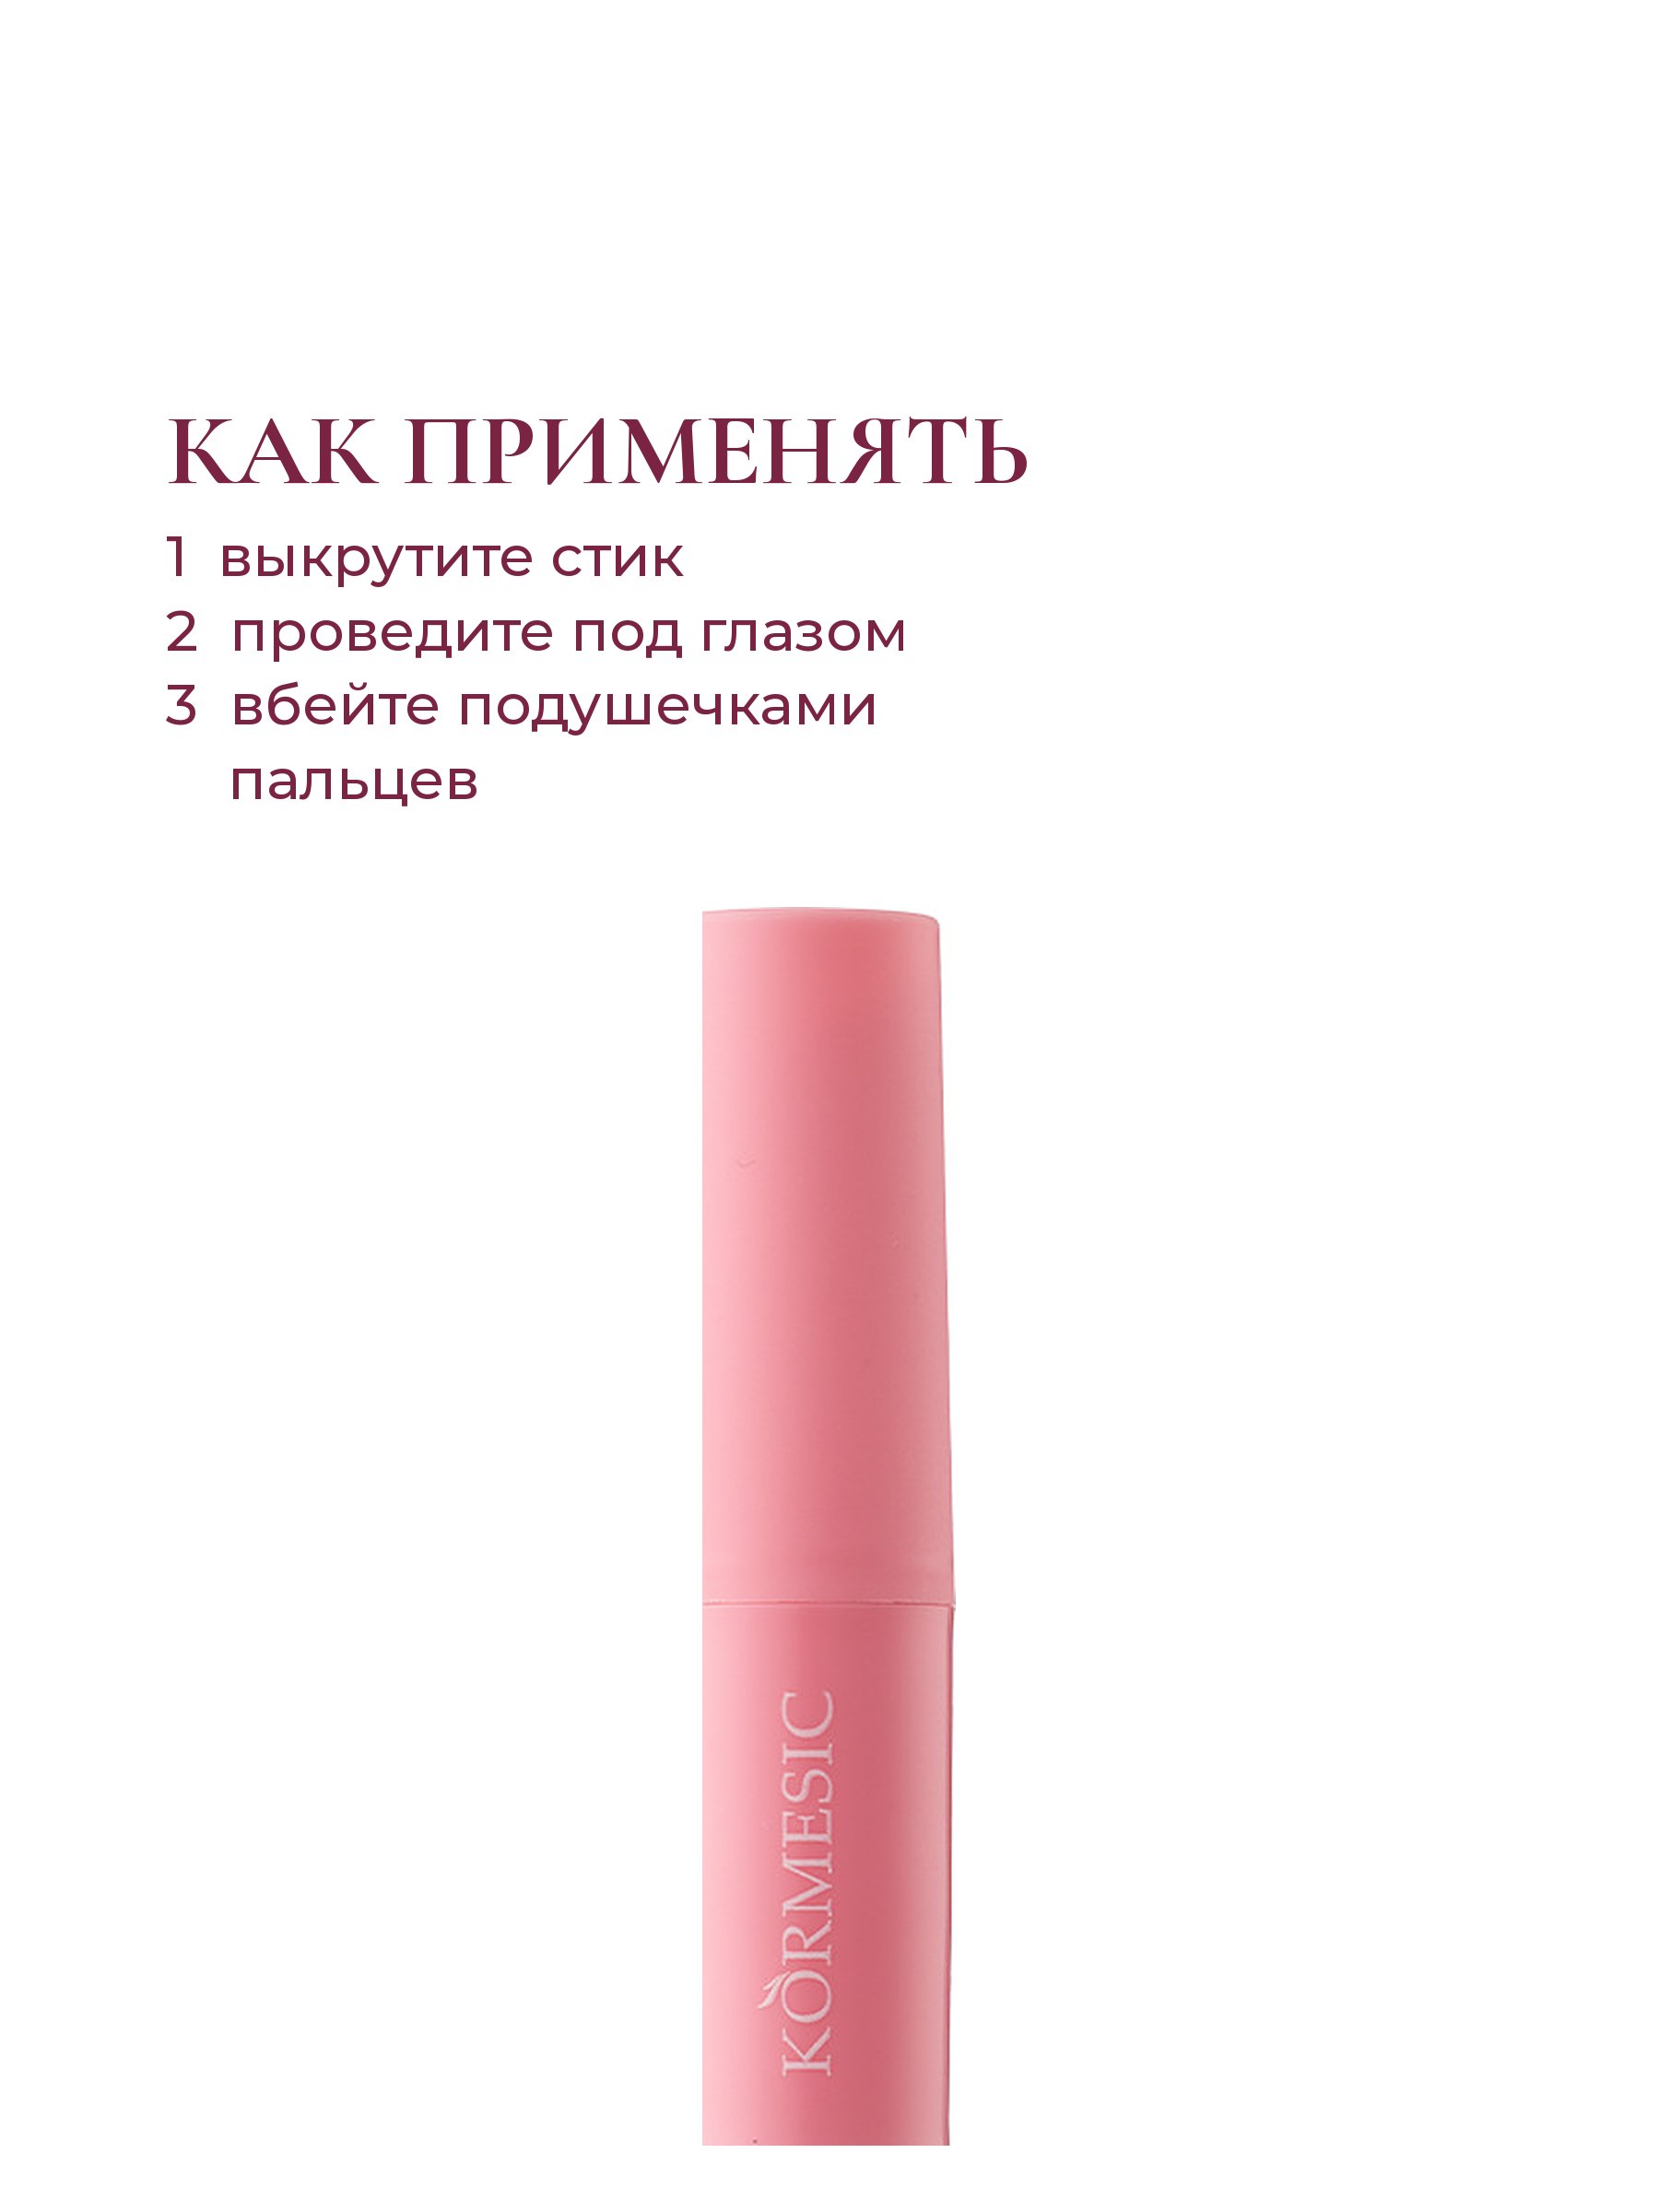 КАК ПРИМЕНЯТЬ
1 выкрутите стик
2 проведите под глазом
3 вбейте подушечками
пальцев
KORMESIC